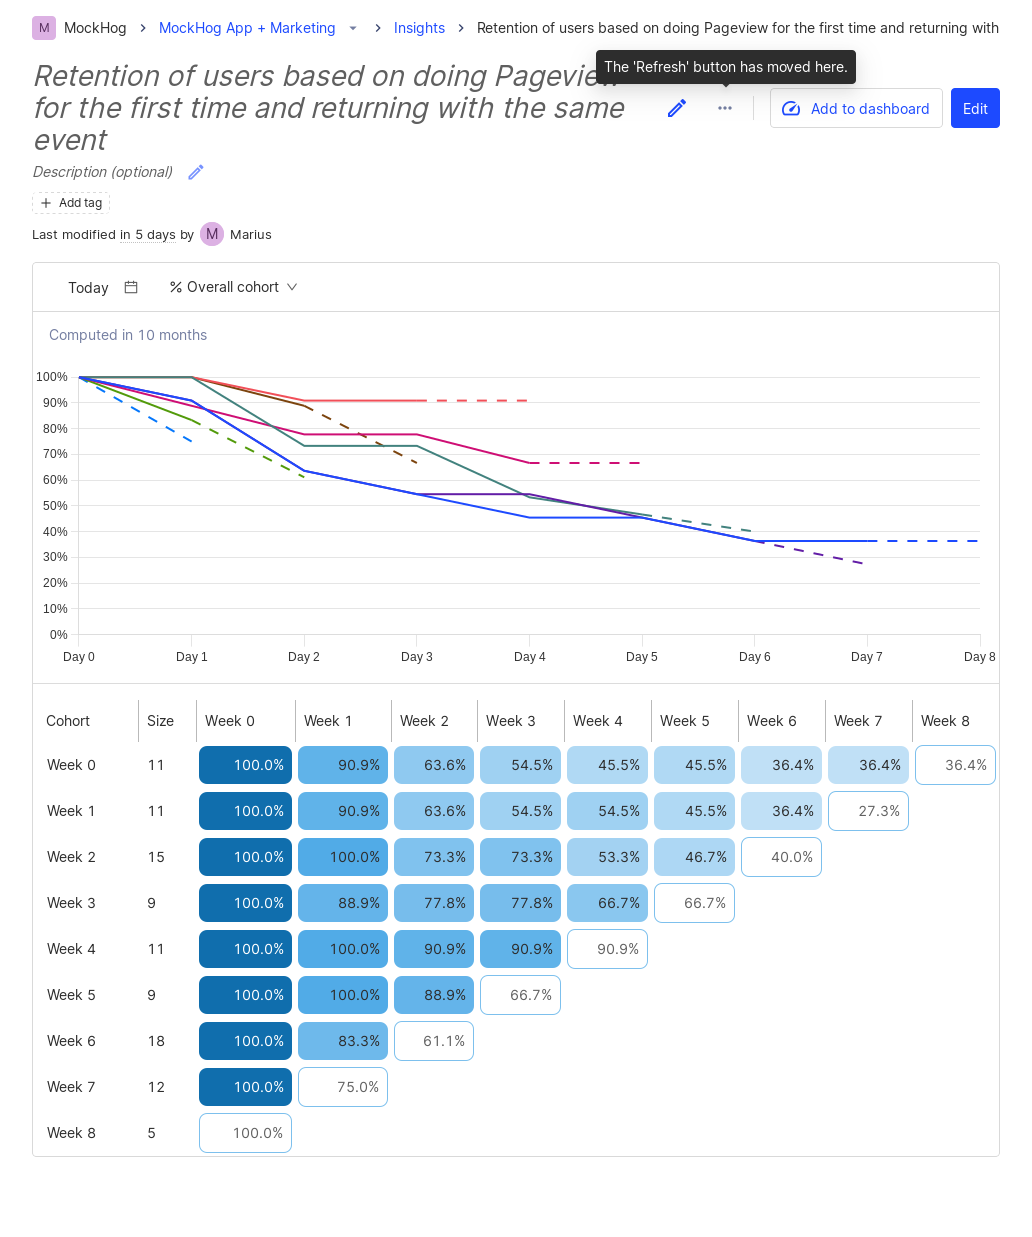 M MockHog MockHog App + Marketing Insights Retention of users based on doing Pageview for the first time and returning with
The 'Refresh' button has moved here.
Retention of users based on doing Pageview
for the first time and returning with the same
event
Add to dashboard
Edit
Description (optional)
Add tag
Last modified in 5 days by M Marius
Today % Overall cohort
Computed in 10 months
100%
90%
80%
70%
60%
50%
40%
30%
20%
10%
0%
Day 0 Day 1 Day 2 Day 3 Day 4 Day 5 Day 6 Day 7 Day 8
Cohort Size Week 0 Week 1 Week 2 Week 3 Week 4 Week 5 Week 6 Week 7 Week 8
Week 0 11 100.0% 90.9% 63.6% 54.5% 45.5% 45.5% 36.4% 36.4% 36.4%
Week 1 11 100.0% 90.9% 63.6% 54.5% 54.5% 45.5% 36.4% 27.3%
Week 2 15 100.0% 100.0% 73.3% 73.3% 53.3% 46.7% 40.0%
Week 3 9 100.0% 88.9% 77.8% 77.8% 66.7% 66.7%
Week 4 11 100.0% 100.0% 90.9% 90.9% 90.9%
Week 5 9 100.0% 100.0% 88.9% 66.7%
Week 6 18 100.0% 83.3% 61.1%
Week 7 12 100.0% 75.0%
Week 8 5 100.0%